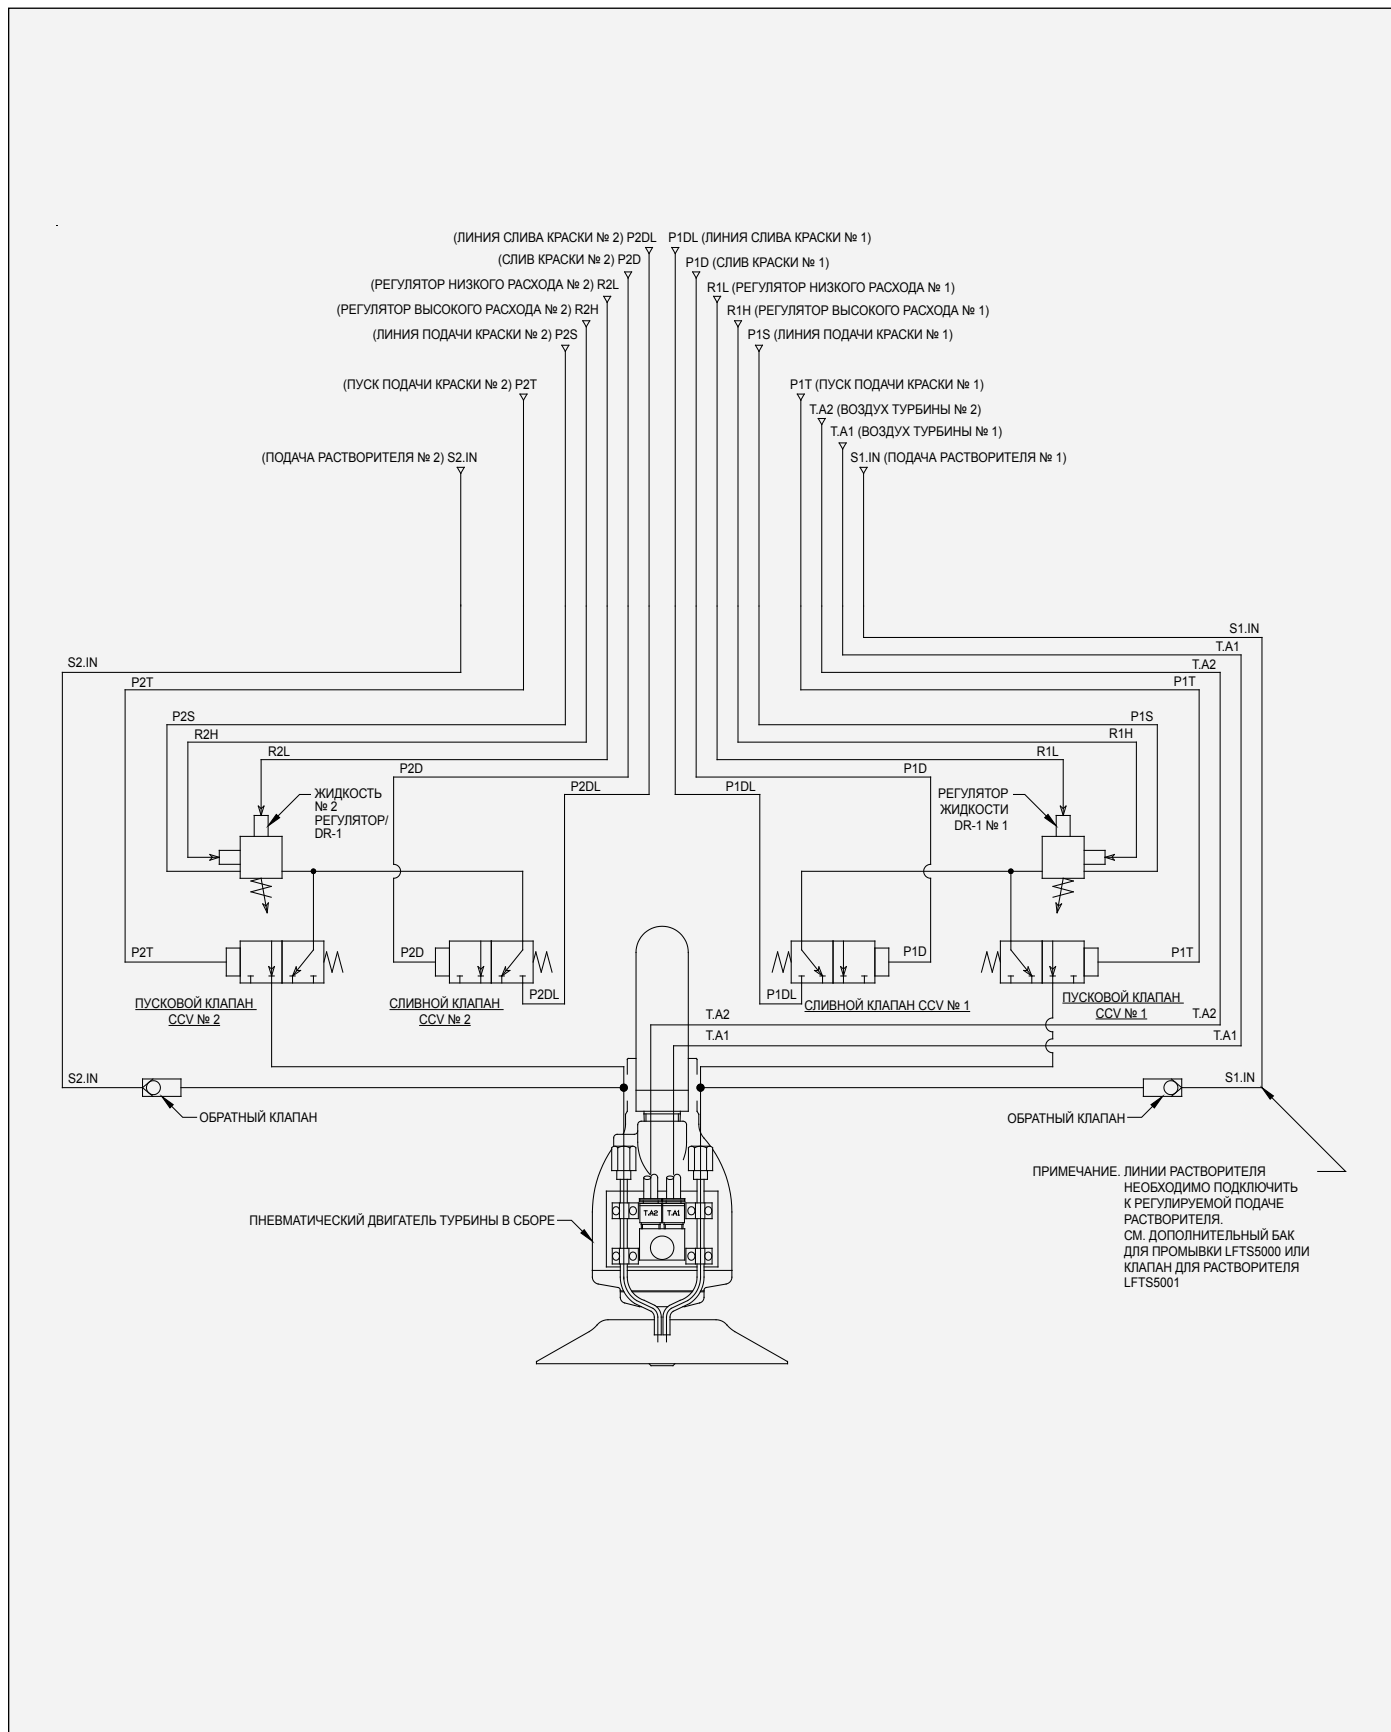 (ЛИНИЯ СЛИВА КРАСКИ № 2) P2DL P1DL (ЛИНИЯ СЛИВА КРАСКИ № 1)
(СЛИВ КРАСКИ № 2) P2D P1D (СЛИВ КРАСКИ № 1)
(РЕГУЛЯТОР НИЗКОГО РАСХОДА № 2) R2L R1L (РЕГУЛЯТОР НИЗКОГО РАСХОДА № 1)
(РЕГУЛЯТОР ВЫСОКОГО РАСХОДА № 2) R2H R1H (РЕГУЛЯТОР ВЫСОКОГО РАСХОДА № 1)
(ЛИНИЯ ПОДАЧИ КРАСКИ № 2) P2S P1S (ЛИНИЯ ПОДАЧИ КРАСКИ № 1)
(ПУСК ПОДАЧИ КРАСКИ № 2) P2T P1T (ПУСК ПОДАЧИ КРАСКИ № 1)
T.A2 (ВОЗДУХ ТУРБИНЫ № 2)
T.A1 (ВОЗДУХ ТУРБИНЫ № 1)
(ПОДАЧА РАСТВОРИТЕЛЯ № 2) S2.IN S1.IN (ПОДАЧА РАСТВОРИТЕЛЯ № 1)
S1.IN
T.A1
S2.IN T.A2
P2T P1T
P2S P1S
R2H R1H
R2L R1L
P2D P1D
P2DL P1DL
ЖИДКОСТЬ
№ 2
РЕГУЛЯТОР/
DR-1
РЕГУЛЯТОР
ЖИДКОСТИ
DR-1 № 1
P2T P2D P1D P1T
P2DL P1DL
ПУСКОВОЙ КЛАПАН
CCV № 2
СЛИВНОЙ КЛАПАН
CCV № 2
СЛИВНОЙ КЛАПАН CCV № 1
ПУСКОВОЙ КЛАПАН
CCV № 1
T.A2 T.A2
T.A1 T.A1
S2.IN S1.IN
ОБРАТНЫЙ КЛАПАН ОБРАТНЫЙ КЛАПАН
ПРИМЕЧАНИЕ. ЛИНИИ РАСТВОРИТЕЛЯ
НЕОБХОДИМО ПОДКЛЮЧИТЬ
К РЕГУЛИРУЕМОЙ ПОДАЧЕ
РАСТВОРИТЕЛЯ.
СМ. ДОПОЛНИТЕЛЬНЫЙ БАК
ДЛЯ ПРОМЫВКИ LFTS5000 ИЛИ
КЛАПАН ДЛЯ РАСТВОРИТЕЛЯ
LFTS5001
T.A2 T.A1
ПНЕВМАТИЧЕСКИЙ ДВИГАТЕЛЬ ТУРБИНЫ В СБОРЕ